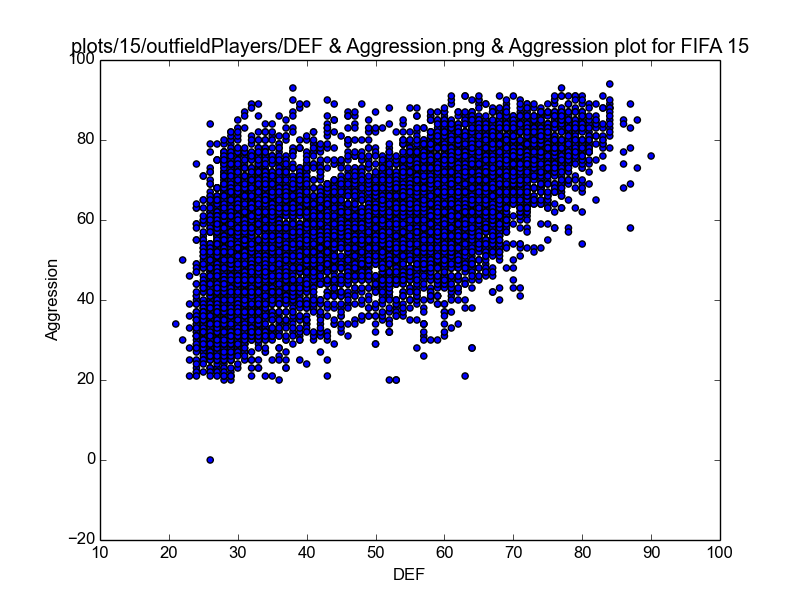 plots/15/outfieldPlayers/DEF & Aggression.png & Aggression plot for FIFA 15
100
80
60
40
20
0
−20
Aggression
10 20 30 40 50 60 70 80 90 100
DEF